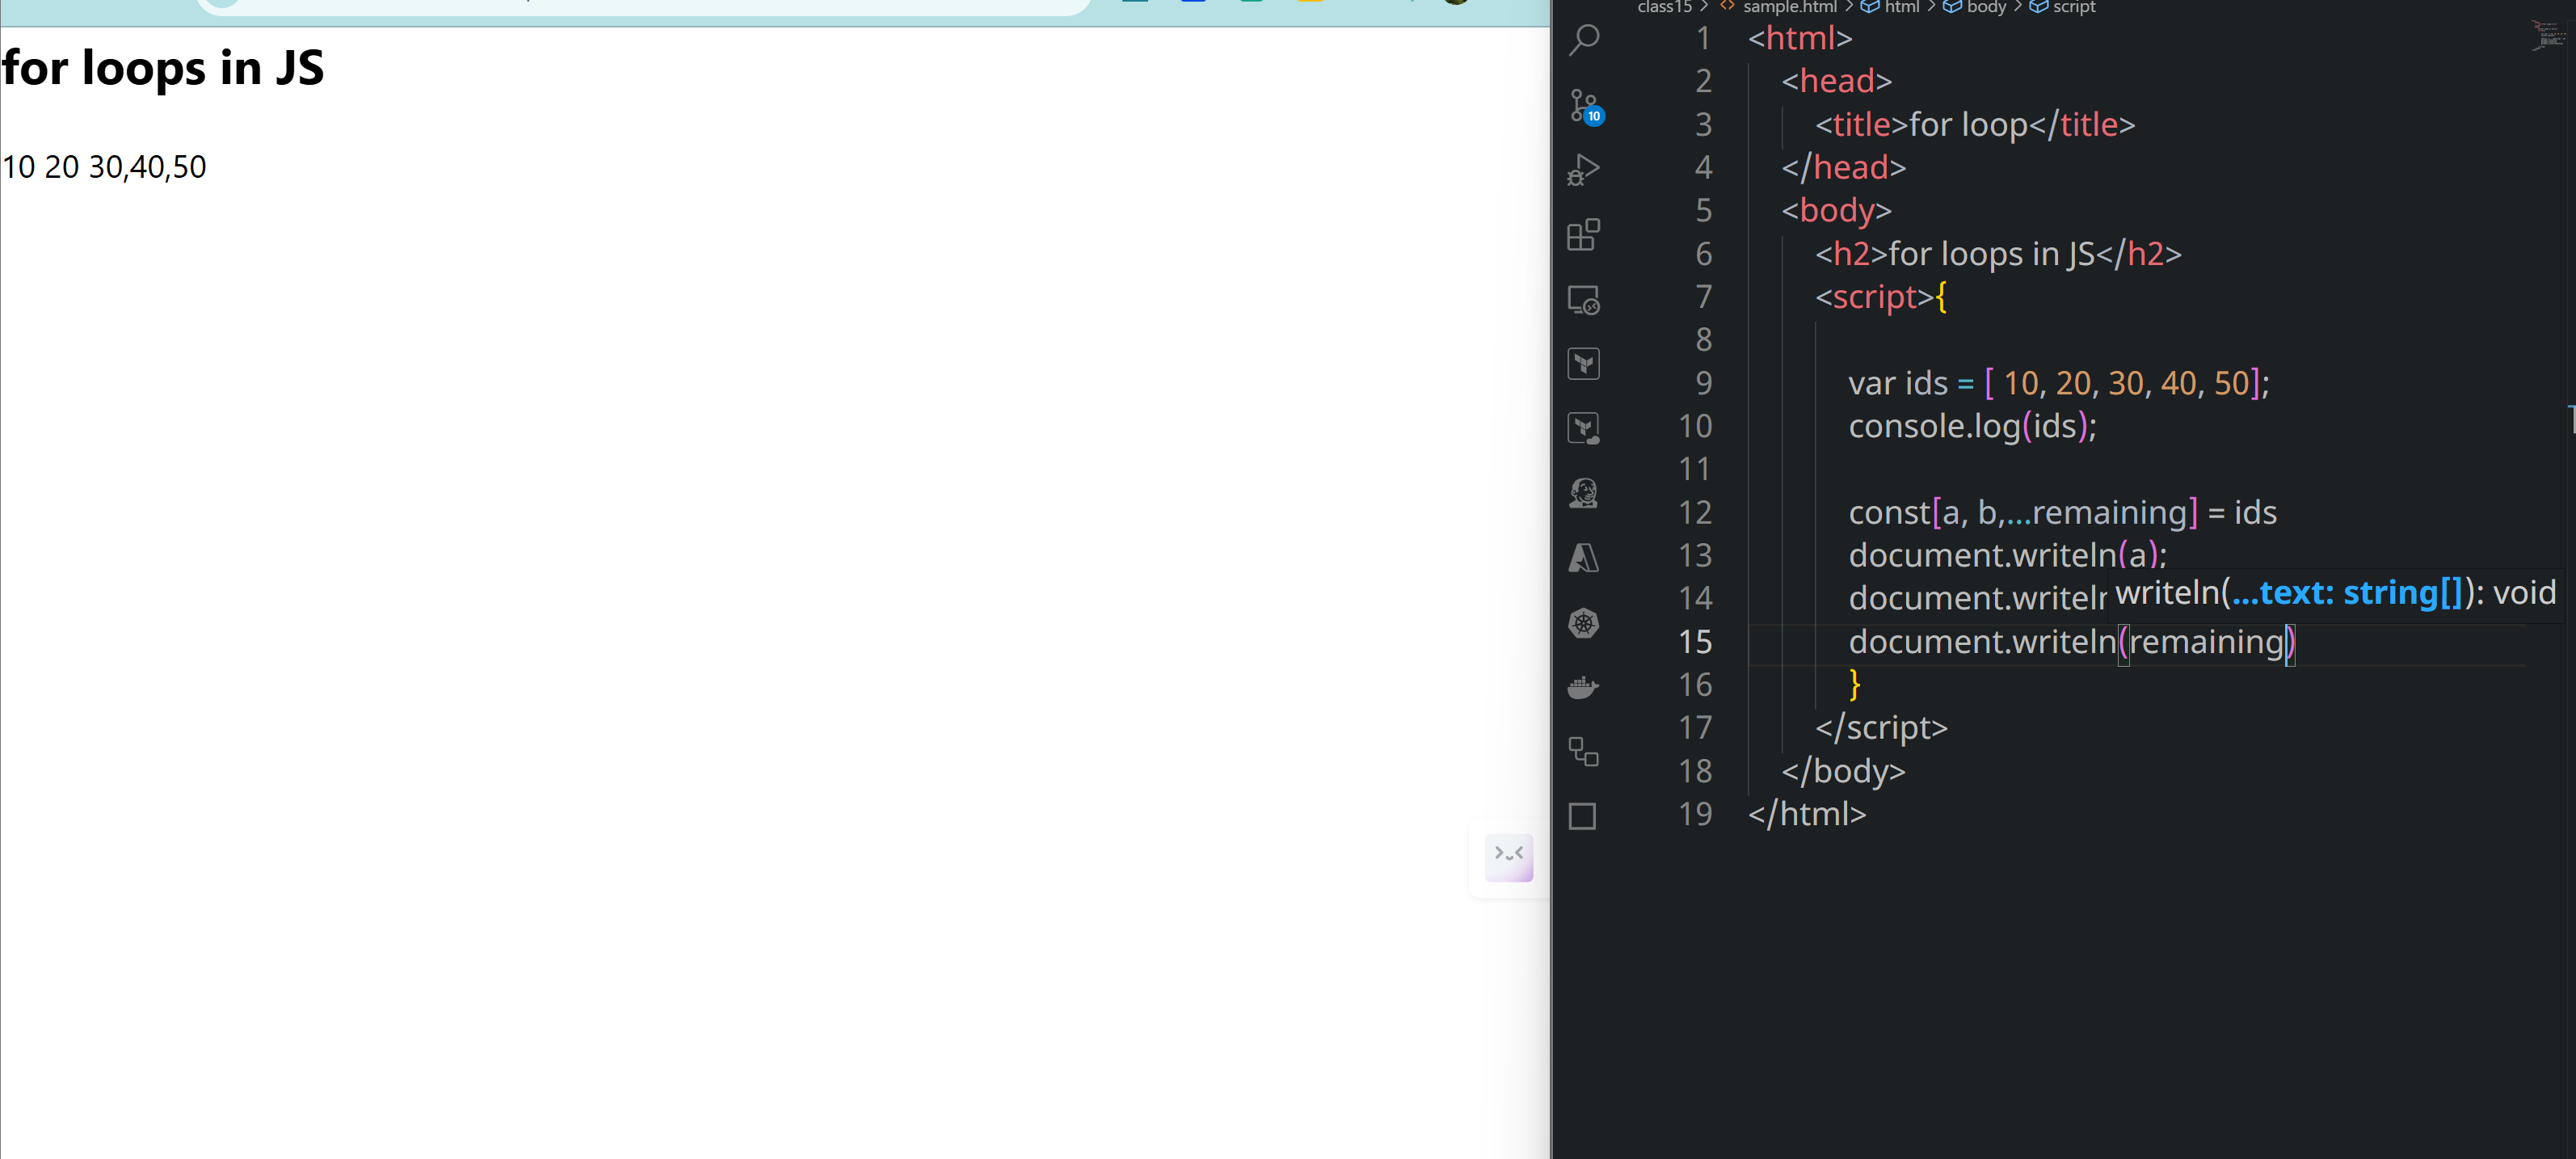 for loops in JS
10 20 30,40,50
class15 > <> sample.html > html > body > script
10
1 <html>
2 <head>
3 <title>for loop</title>
4 </head>
5 <body>
6 <h2>for loops in JS</h2>
7 <script>{
8
9 var ids = [ 10, 20, 30, 40, 50];
10 console.log(ids);
11
12 const[a, b,...remaining] = ids
13 document.writeln(a);
14 document.writeln
writeln(...text: string[]): void
15 document.writeln(remaining)
16 }
17 </script>
18 </body>
19 </html>